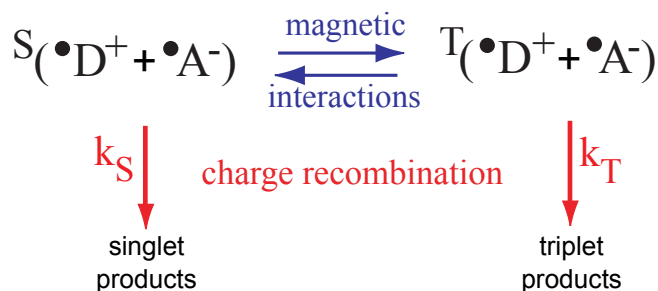 S(•D+ + •A-) magnetic interactions T(•D+ + •A-)
kS charge recombination kT
singlet products
triplet products